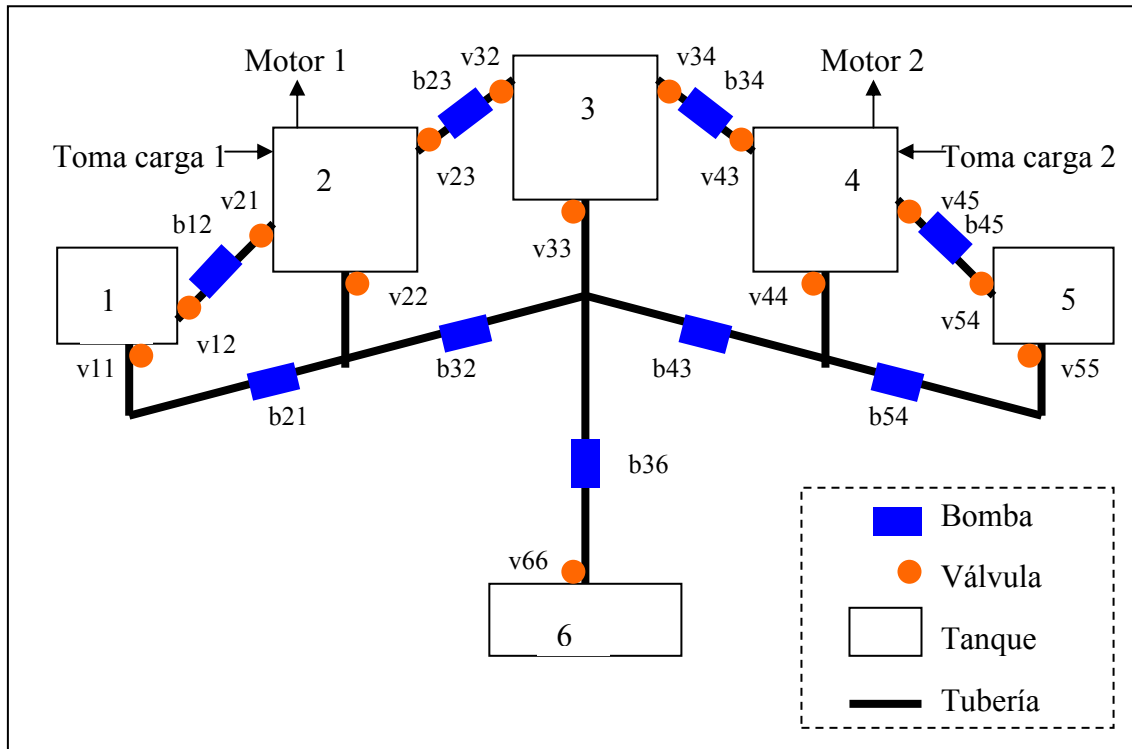 Motor 1
v32
b23
3
v34
b34
Motor 2
Toma carga 1
2
v23
v43
4
Toma carga 2
v21
b12
v45
b45
v33
1
v22
v44
5
v12
v54
v11
b32
b43
v55
b21
b54
b36
v66
6
Bomba
Válvula
Tanque
Tubería